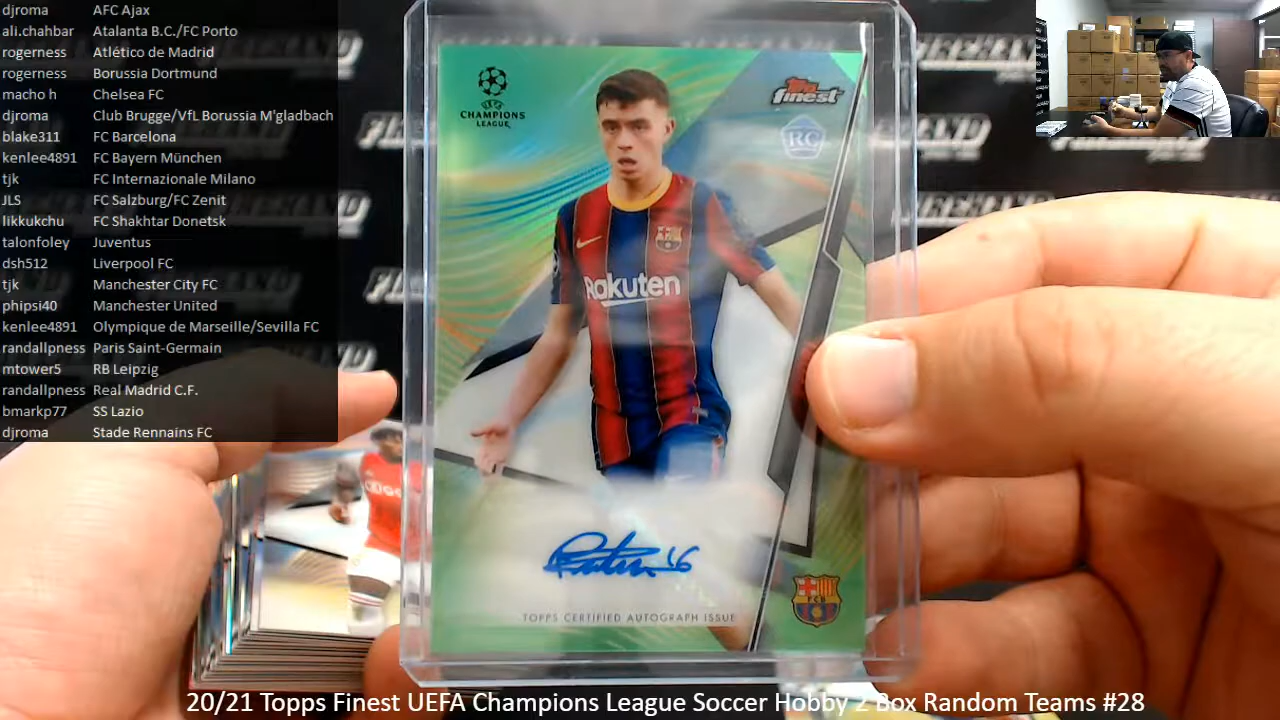 djroma AFC Ajax
ali.chahbar Atalanta B.C./FC Porto
rogerness Atlético de Madrid
rogerness Borussia Dortmund
macho h Chelsea FC
djroma Club Brugge/VfL Borussia M'gladbach
blake311 FC Barcelona
kenlee4891 FC Bayern München
tjk FC Internazionale Milano
JLS FC Salzburg/FC Zenit
likkukchu FC Shakhtar Donetsk
talonfoley Juventus
dsh512 Liverpool FC
tjk Manchester City FC
phipsi40 Manchester United
kenlee4891 Olympique de Marseille/Sevilla FC
randallpness Paris Saint-Germain
mtower5 RB Leipzig
randallpness Real Madrid C.F.
bmarkp77 SS Lazio
djroma Stade Rennains FC
UEFA
CHAMPIONS
LEAGUE
Topps
finest
RC
Rakuten
16
TOPPS CERTIFIED AUTOGRAPH ISSUE
FCB
20/21 Topps Finest UEFA Champions League Soccer Hobby 2 Box Random Teams #28